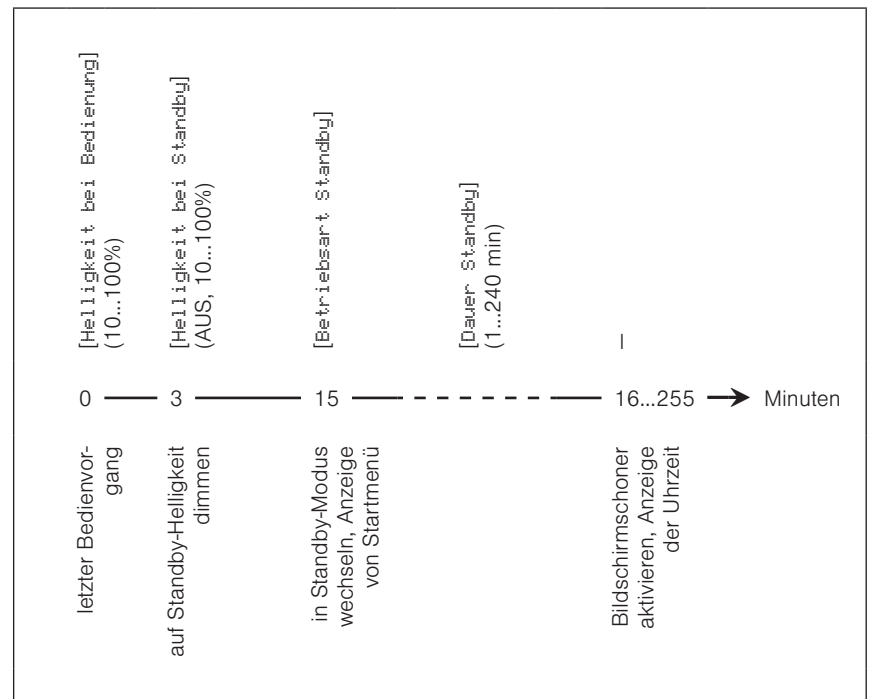 [Helligkeit bei Bedienung]
(10...100%)
[Helligkeit bei Standby]
(AUS, 10...100%)
[Betriebsart Standby]
[Dauer Standby]
(1...240 min)
–
0 3 15 16...255 Minuten
letzter Bedienvor-
gang
auf Standby-Helligkeit
dimmen
in Standby-Modus
wechseln, Anzeige
von Startmenü
Bildschirmschoner
aktivieren, Anzeige
der Uhrzeit